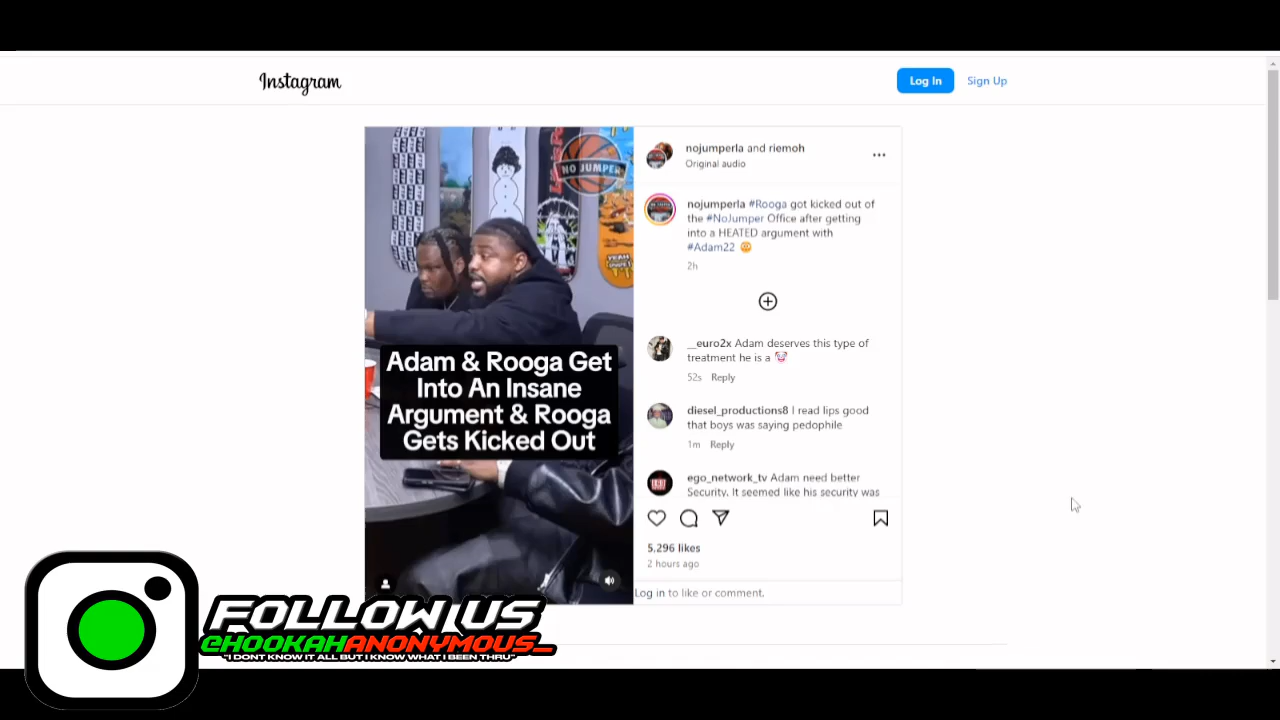 Instagram
Log In
Sign Up
NO JUMPER
nojumperla and riemoh
Original audio
nojumperla #Rooga got kicked out of
the #NoJumper Office after getting
into a HEATED argument with
#Adam22 😳
2h
__euro2x Adam deserves this type of
treatment he is a 🤡
52s Reply
diesel_productions8 I read lips good
that boys was saying pedophile
1m Reply
ego_network_tv Adam need better
Security. It seemed like his security was
Adam & Rooga Get
Into An Insane
Argument & Rooga
Gets Kicked Out
5,296 likes
2 hours ago
Log in to like or comment.
FOLLOW US
@HOOKAHANONYMOUS_
"I DONT KNOW IT ALL BUT I KNOW WHAT I BEEN THRU"